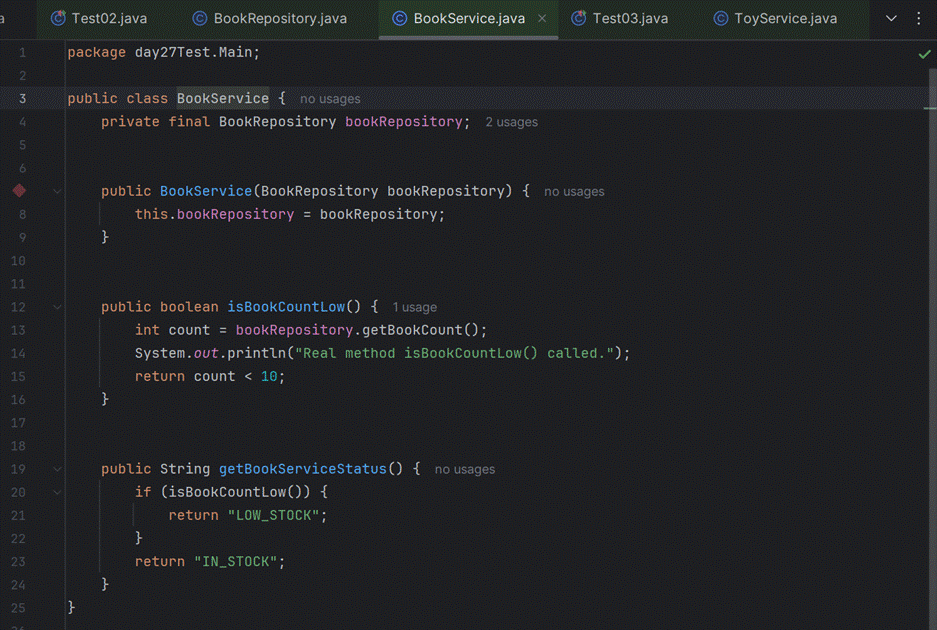 a Test02.java BookRepository.java BookService.java × Test03.java ToyService.java
1 package day27Test.Main;
2
3 public class BookService { no usages
4 private final BookRepository bookRepository; 2 usages
5
6
public BookService(BookRepository bookRepository) { no usages
8 this.bookRepository = bookRepository;
9 }
10
11
12 public boolean isBookCountLow() { 1 usage
13 int count = bookRepository.getBookCount();
14 System.out.println("Real method isBookCountLow() called.");
15 return count < 10;
16 }
17
18
19 public String getBookServiceStatus() { no usages
20 if (isBookCountLow()) {
21 return "LOW_STOCK";
22 }
23 return "IN_STOCK";
24 }
25 }